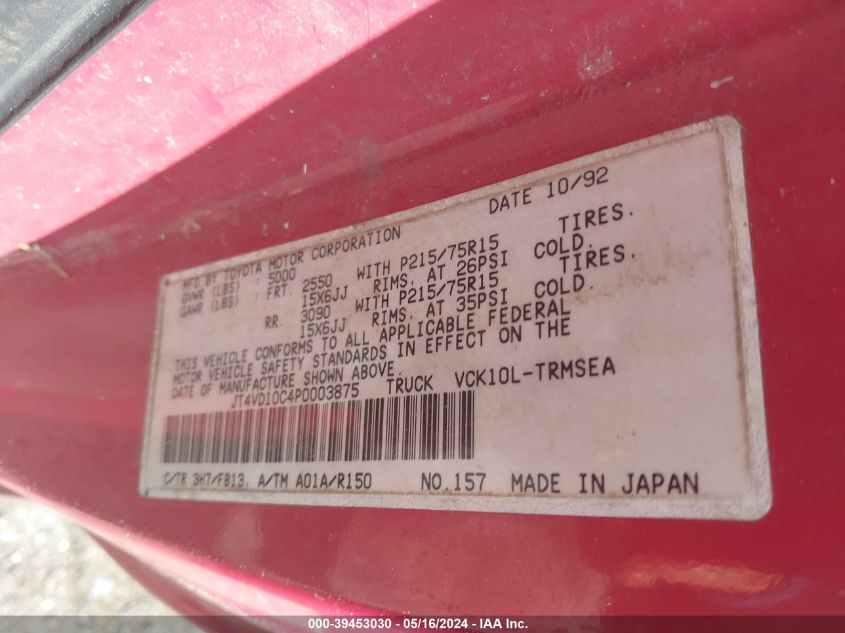 DATE 10/92
MFD BY TOYOTA MOTOR CORPORATION
GVWR (LBS) : 5000
GAWR (LBS) : FRT. 2550 WITH P215/75R15 TIRES.
15X6JJ RIMS. AT 26PSI COLD.
RR. 3090 WITH P215/75R15 TIRES.
15X6JJ RIMS. AT 35PSI COLD.
THIS VEHICLE CONFORMS TO ALL APPLICABLE FEDERAL
MOTOR VEHICLE SAFETY STANDARDS IN EFFECT ON THE
DATE OF MANUFACTURE SHOWN ABOVE.
JT4VD10C4P0003875 TRUCK VCK10L-TRMSEA
C/TR 3H7/FB13. A/TM A01A/R150 NO.157 MADE IN JAPAN
000-39453030 - 05/16/2024 - IAA Inc.